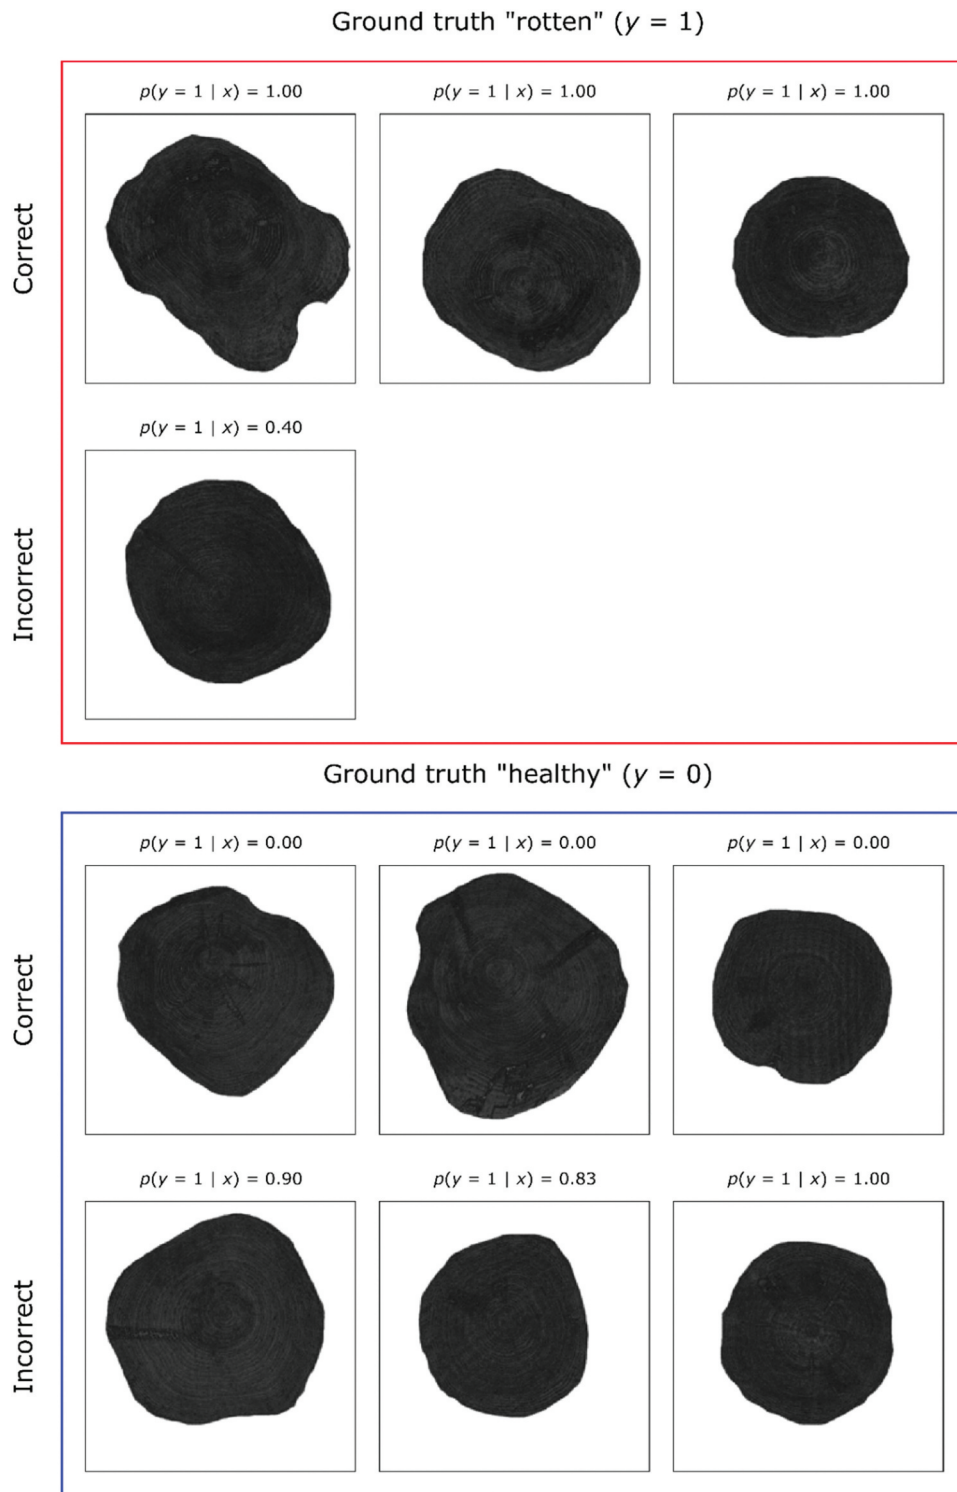 Ground truth "rotten" (y = 1)
p(y = 1 | x) = 1.00
p(y = 1 | x) = 1.00
p(y = 1 | x) = 1.00
Correct
p(y = 1 | x) = 0.40
Incorrect
Ground truth "healthy" (y = 0)
p(y = 1 | x) = 0.00
p(y = 1 | x) = 0.00
p(y = 1 | x) = 0.00
Correct
p(y = 1 | x) = 0.90
p(y = 1 | x) = 0.83
p(y = 1 | x) = 1.00
Incorrect